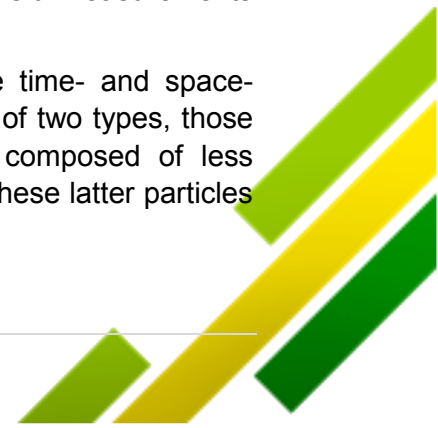 e time- and space-
of two types, those
composed of less
hese latter particles